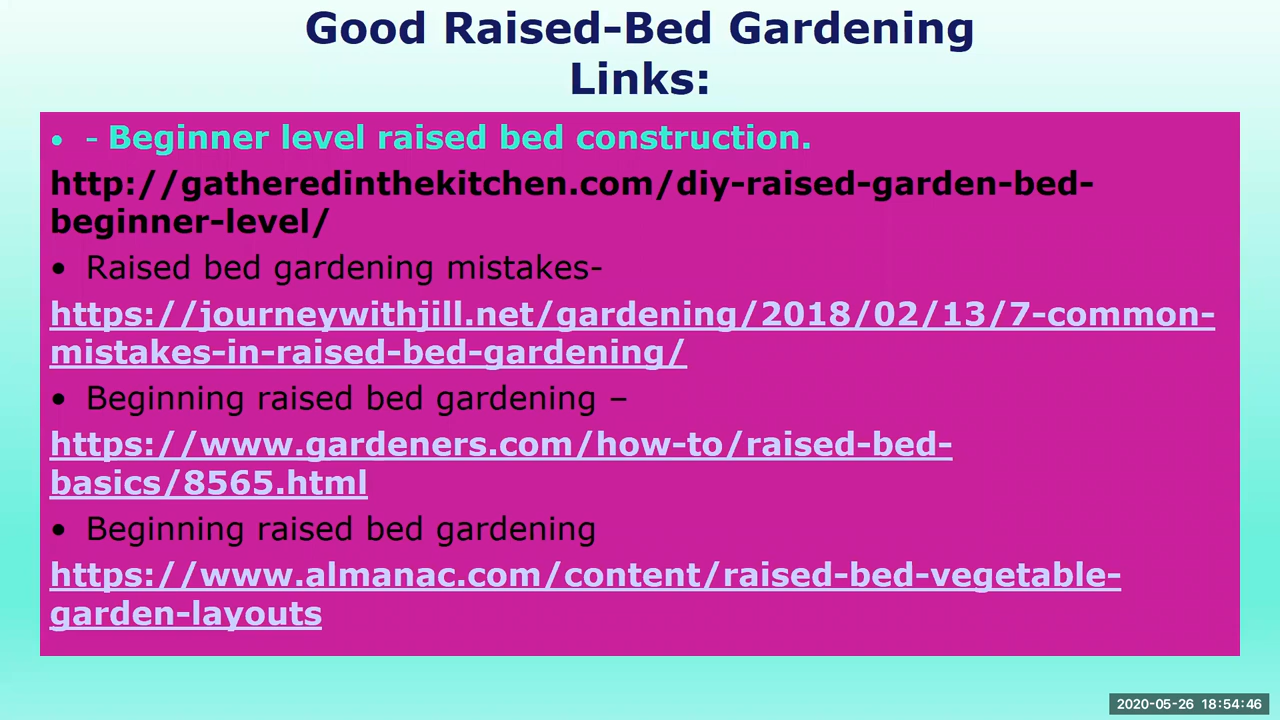 Good Raised-Bed Gardening
Links:
• - Beginner level raised bed construction.
http://gatheredinthekitchen.com/diy-raised-garden-bed-
beginner-level/
• Raised bed gardening mistakes-
https://journeywithjill.net/gardening/2018/02/13/7-common-
mistakes-in-raised-bed-gardening/
• Beginning raised bed gardening –
https://www.gardeners.com/how-to/raised-bed-
basics/8565.html
• Beginning raised bed gardening
https://www.almanac.com/content/raised-bed-vegetable-
garden-layouts
2020-05-26 18:54:46